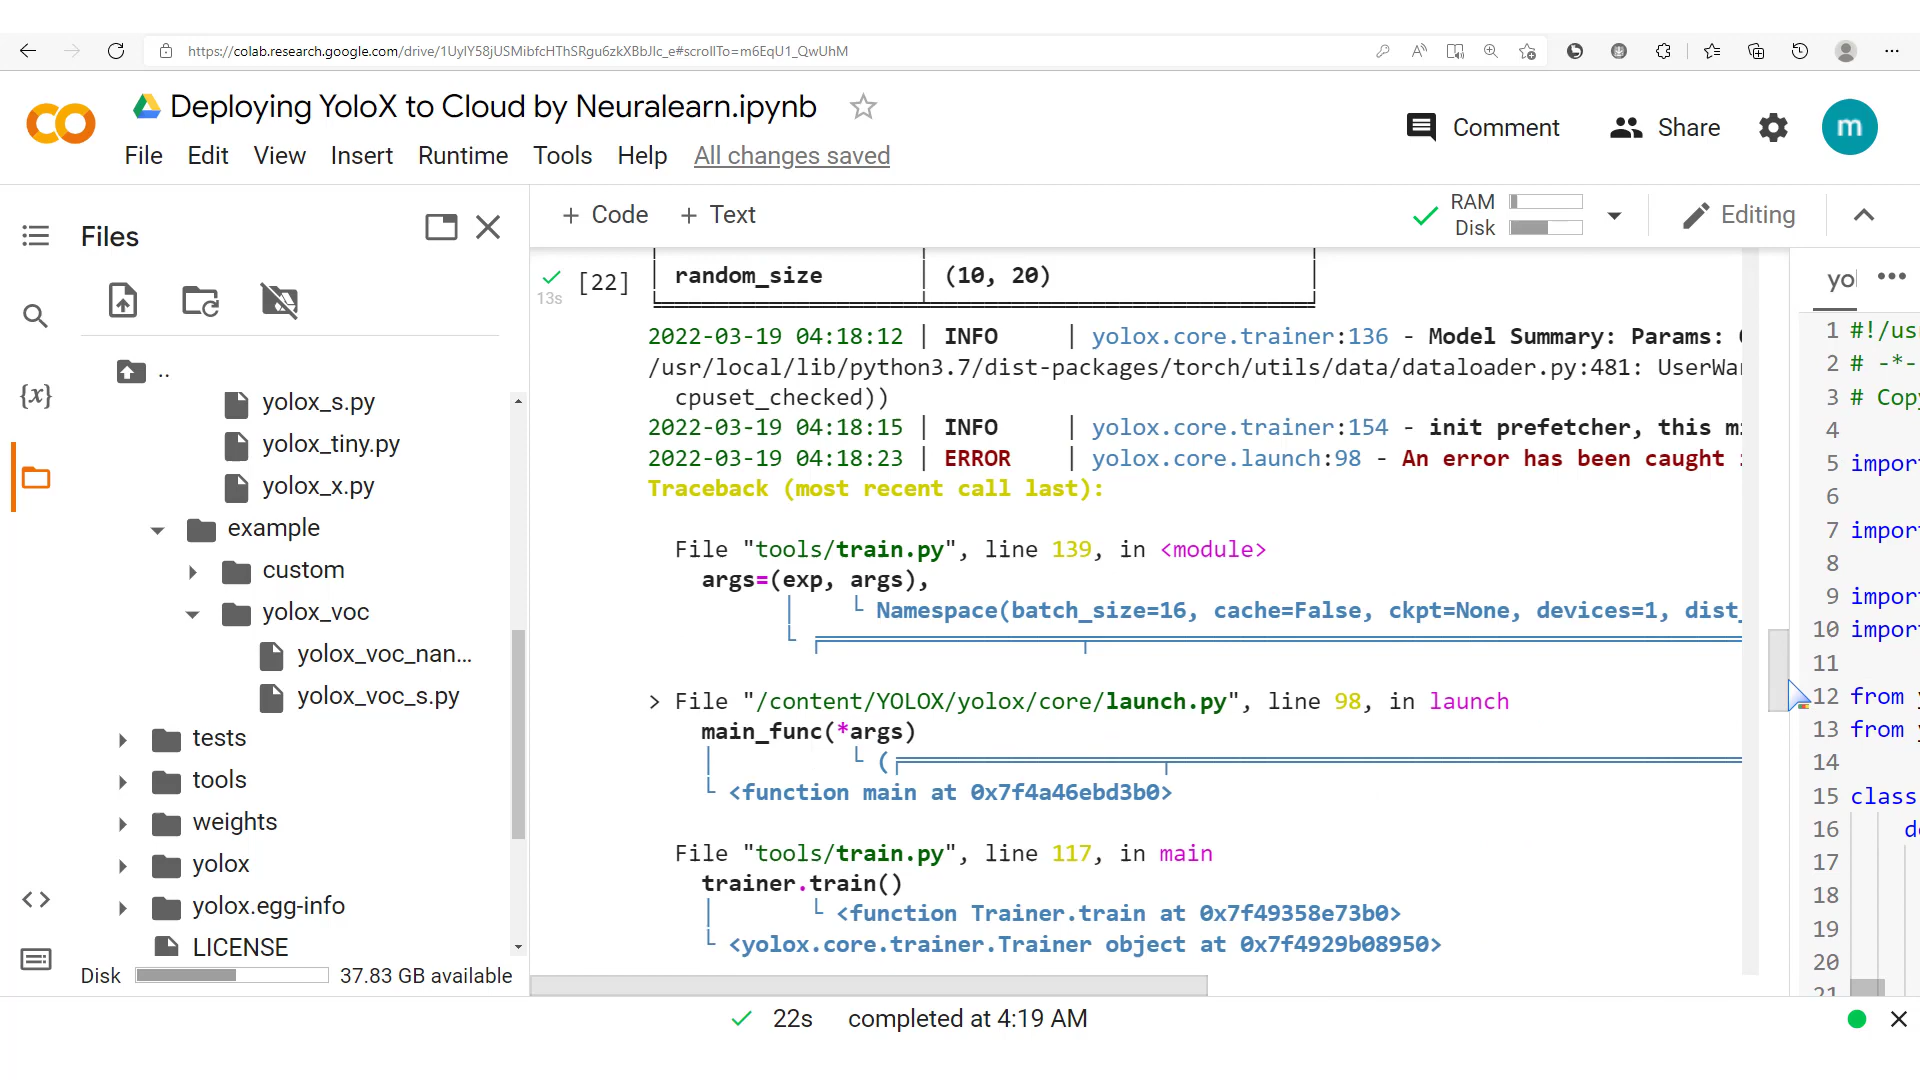 https://colab.research.google.com/drive/1UylY58jUSMibfcHThSRgu6zkXBbJlc_e#scrollTo=m6EqU1_QwUhM
Deploying YoloX to Cloud by Neuralearn.ipynb
Comment
Share
m
File Edit View Insert Runtime Tools Help All changes saved
Files
+ Code + Text
RAM
Disk
Editing
..
yolox_s.py
yolox_tiny.py
yolox_x.py
example
custom
yolox_voc
yolox_voc_nan...
yolox_voc_s.py
tests
tools
weights
yolox
yolox.egg-info
LICENSE
Disk 37.83 GB available
[22]
13s
random_size | (10, 20)
2022-03-19 04:18:12 | INFO | yolox.core.trainer:136 - Model Summary: Params:
/usr/local/lib/python3.7/dist-packages/torch/utils/data/dataloader.py:481: UserWar
cpuset_checked))
2022-03-19 04:18:15 | INFO | yolox.core.trainer:154 - init prefetcher, this mi
2022-03-19 04:18:23 | ERROR | yolox.core.launch:98 - An error has been caught i
Traceback (most recent call last):
File "tools/train.py", line 139, in <module>
args=(exp, args),
│ └ Namespace(batch_size=16, cache=False, ckpt=None, devices=1, dist_
└ ╒══╤══
> File "/content/YOLOX/yolox/core/launch.py", line 98, in launch
main_func(*args)
│ └ (╒══╤══
└ <function main at 0x7f4a46ebd3b0>
File "tools/train.py", line 117, in main
trainer.train()
│ └ <function Trainer.train at 0x7f49358e73b0>
└ <yolox.core.trainer.Trainer object at 0x7f4929b08950>
yol
1 #!/us
2 # -*-
3 # Copy
4
5 impor
6
7 impor
8
9 impor
10 impor
11
12 from y
13 from y
14
15 class
16 de
17
18
19
20
21
22s completed at 4:19 AM